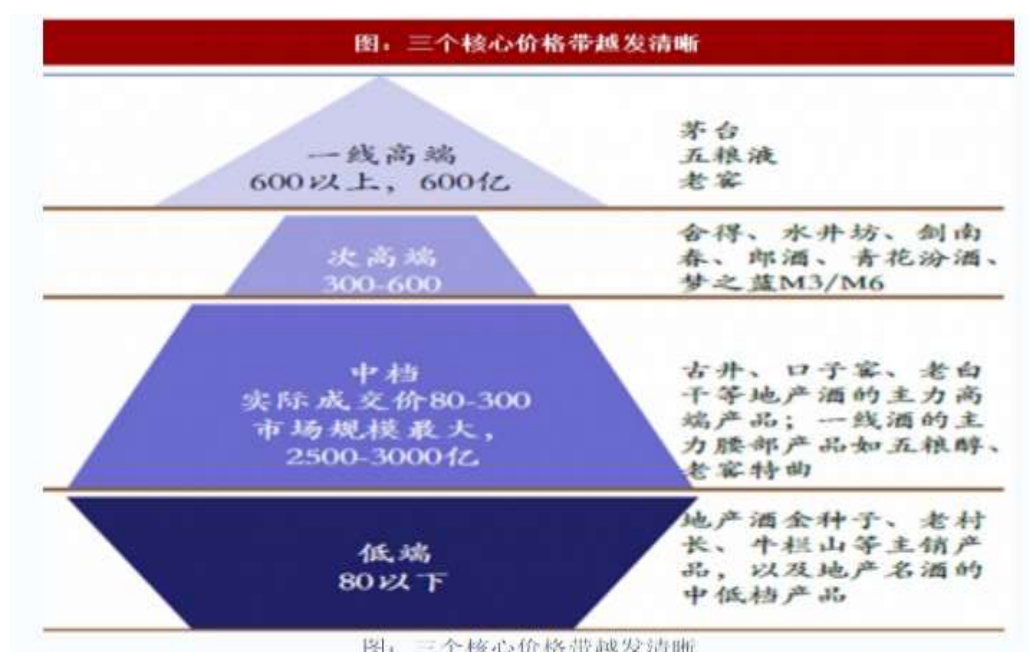 图：三个核心价格带越发清晰
一线高端
600以上，600亿
茅台
五粮液
老窖
次高端
300-600
舍得、水井坊、剑南
春、郎酒、青花汾酒、
梦之蓝M3/M6
中档
实际成交价80-300
市场规模最大，
2500-3000亿
古井、口子窖、老白
干等地产酒的主力高
端产品；一线酒的主
力腰部产品如五粮醇、
老窖特曲
低端
80以下
地产酒金种子、老村
长、牛栏山等主销产
品，以及地产名酒的
中低档产品
图：三个核心价格带越发清晰